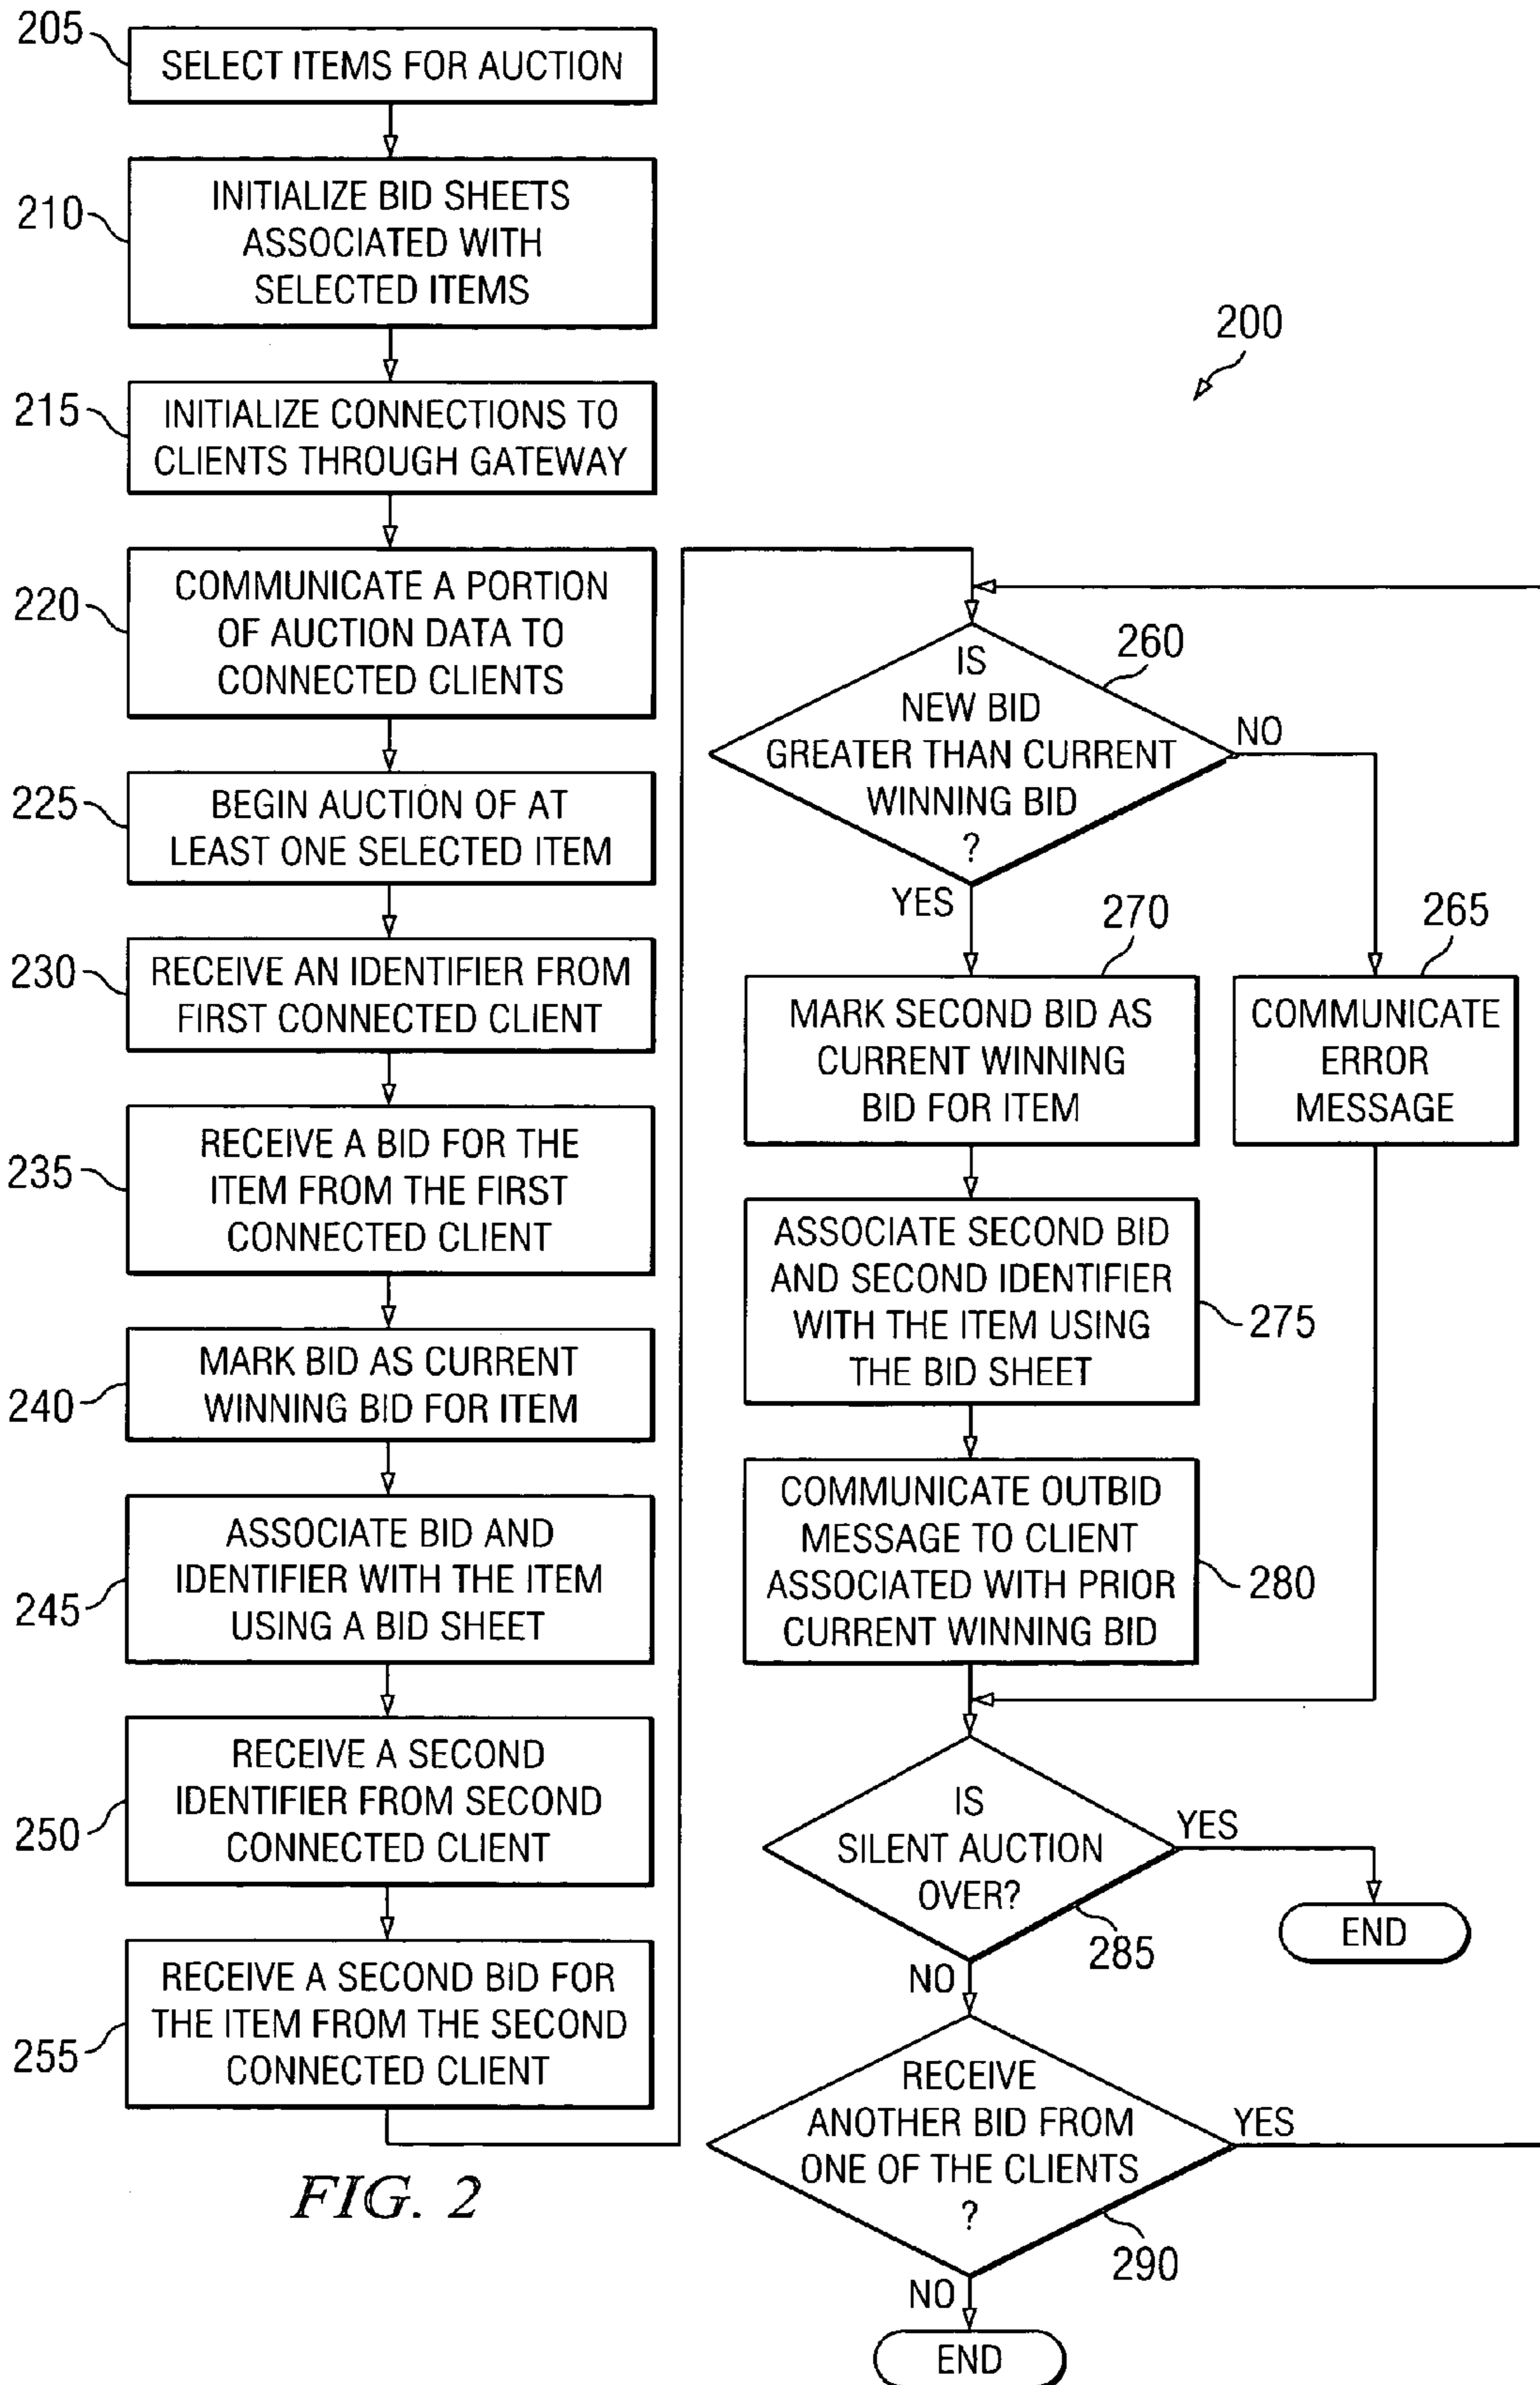 205
SELECT ITEMS FOR AUCTION
210
INITIALIZE BID SHEETS
ASSOCIATED WITH
SELECTED ITEMS
215
INITIALIZE CONNECTIONS TO
CLIENTS THROUGH GATEWAY
220
COMMUNICATE A PORTION
OF AUCTION DATA TO
CONNECTED CLIENTS
225
BEGIN AUCTION OF AT
LEAST ONE SELECTED ITEM
230
RECEIVE AN IDENTIFIER FROM
FIRST CONNECTED CLIENT
235
RECEIVE A BID FOR THE
ITEM FROM THE FIRST
CONNECTED CLIENT
240
MARK BID AS CURRENT
WINNING BID FOR ITEM
245
ASSOCIATE BID AND
IDENTIFIER WITH THE ITEM
USING A BID SHEET
250
RECEIVE A SECOND
IDENTIFIER FROM SECOND
CONNECTED CLIENT
255
RECEIVE A SECOND BID FOR
THE ITEM FROM THE SECOND
CONNECTED CLIENT
FIG. 2
200
260
IS
NEW BID
GREATER THAN CURRENT
WINNING BID
?
NO
YES
270
MARK SECOND BID AS
CURRENT WINNING
BID FOR ITEM
265
COMMUNICATE
ERROR
MESSAGE
ASSOCIATE SECOND BID
AND SECOND IDENTIFIER
WITH THE ITEM USING
THE BID SHEET
275
COMMUNICATE OUTBID
MESSAGE TO CLIENT
ASSOCIATED WITH PRIOR
CURRENT WINNING BID
280
IS
SILENT AUCTION
OVER?
YES
END
285
NO
RECEIVE
ANOTHER BID FROM
ONE OF THE CLIENTS
?
YES
290
NO
END